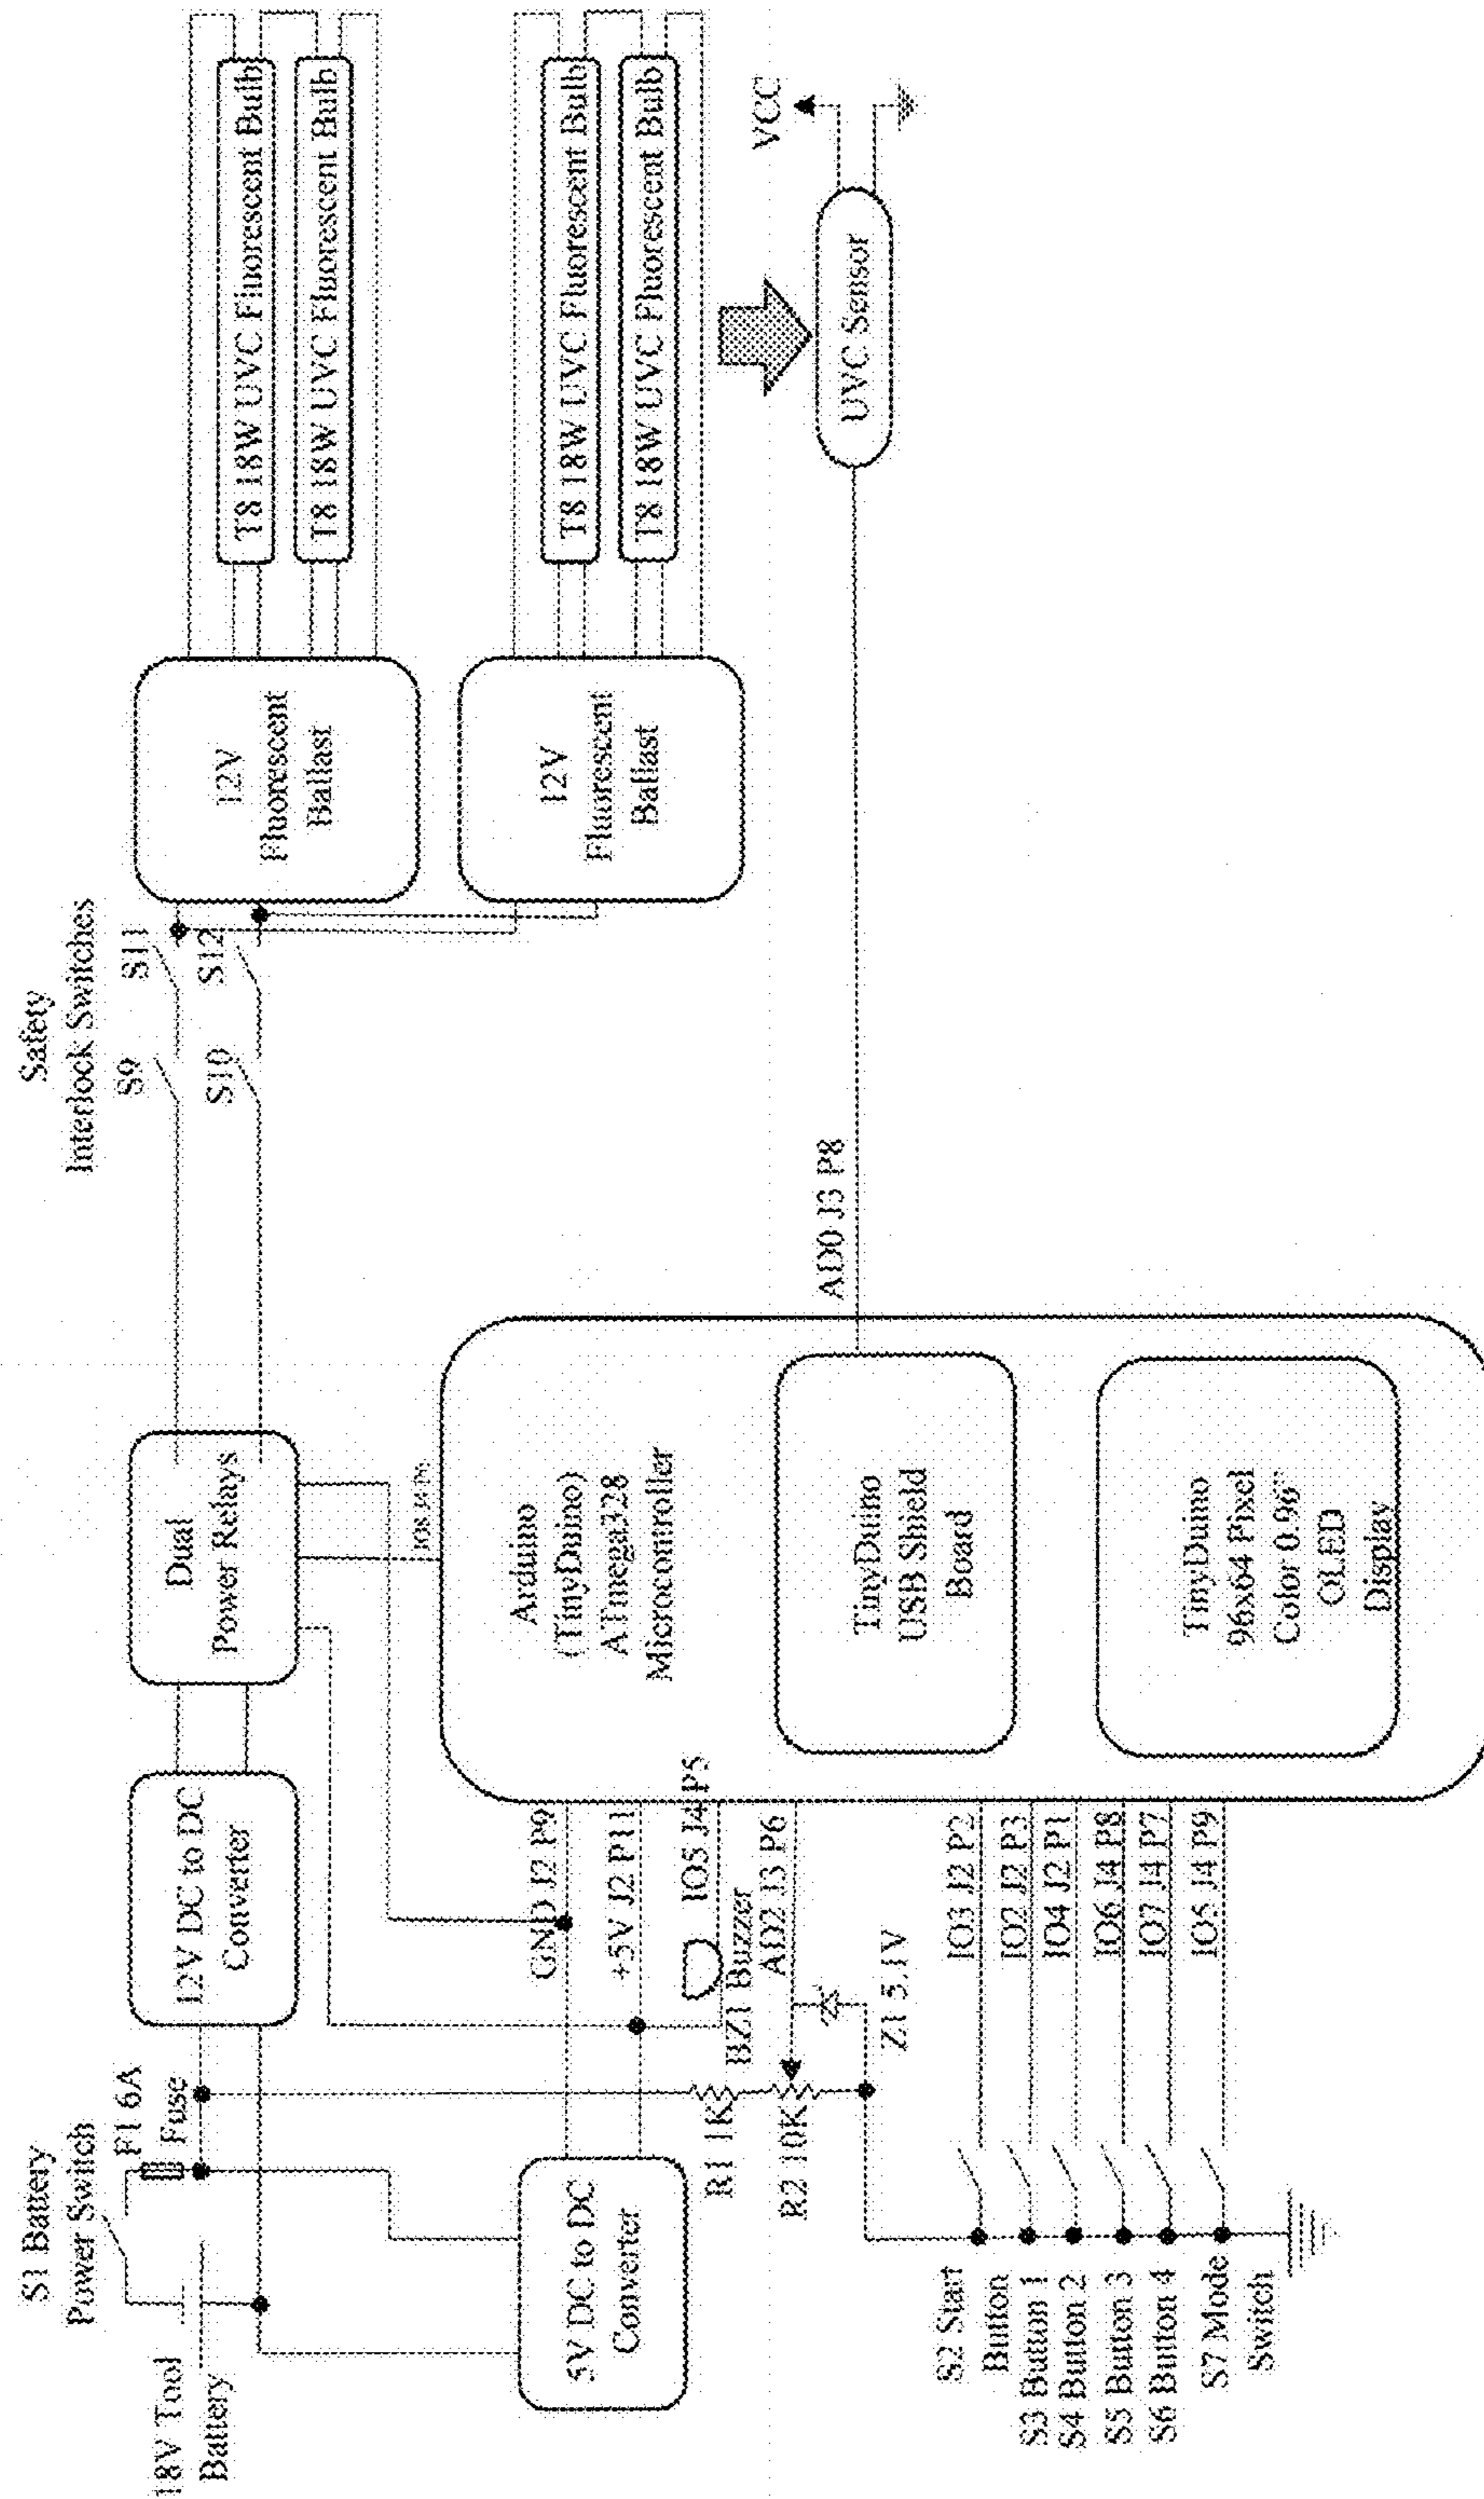 S1 Battery
Power Switch
F1 6A
Fuse
18V Tool
Battery
12V DC to DC
Converter
Dual
Power Relays
Safety
Interlock Switches
S9
S11
S10
S12
12V
Fluorescent
Ballast
T8 18W UVC Fluorescent Bulb
T8 18W UVC Fluorescent Bulb
12V
Fluorescent
Ballast
T8 18W UVC Fluorescent Bulb
T8 18W UVC Fluorescent Bulb
VCC
UVC Sensor
AD0 J3 P8
5V DC to DC
Converter
GND J2 P9
+5V J2 P11
IO5 J4 P5
BZ1 Buzzer
AD2 J3 P6
R1 1K
R2 10K
Z1 5.1V
Arduino
(TinyDuino)
ATmega328
Microcontroller
TinyDuino
USB Shield
Board
TinyDuino
96x64 Pixel
Color 0.96"
OLED
Display
S2 Start
Button
S3 Button 1
S4 Button 2
S5 Button 3
S6 Button 4
S7 Mode
Switch
IO3 J2 P2
IO2 J2 P3
IO4 J2 P1
IO6 J4 P8
IO7 J4 P7
IO5 J4 P9